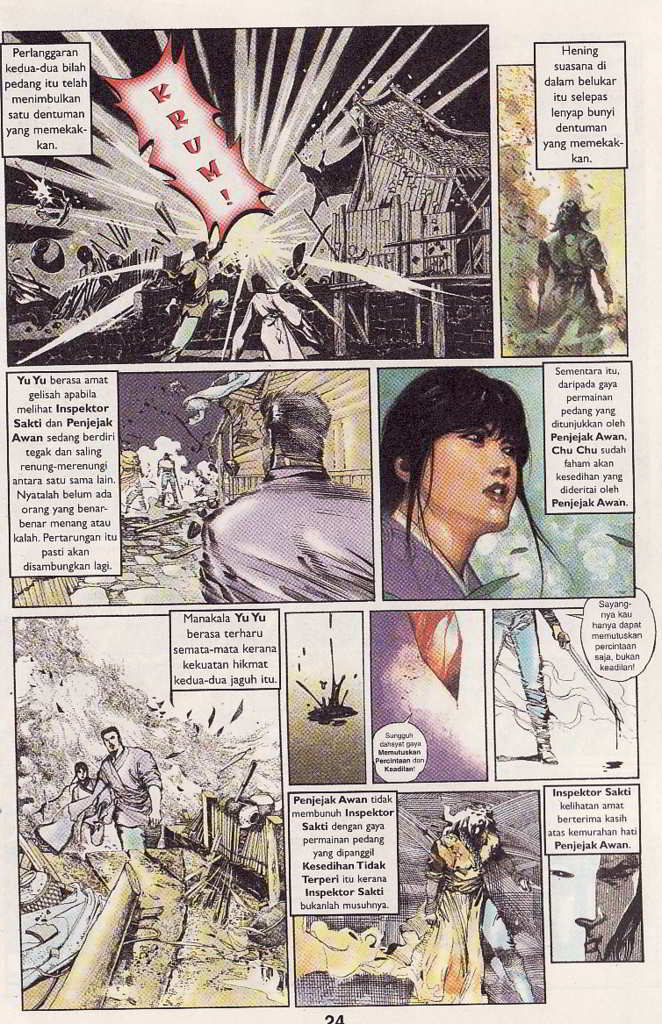 Perlanggaran
kedua-dua bilah
pedang itu telah
menimbulkan
satu dentuman
yang memekak-
kan.
KRUM!
Hening
suasana di
dalam belukar
itu selepas
lenyap bunyi
dentuman
yang memekak-
kan.
Yu Yu berasa amat
gelisah apabila
melihat Inspektor
Sakti dan Penjejak
Awan sedang berdiri
tegak dan saling
renung-merenungi
antara satu sama lain.
Nyatalah belum ada
orang yang benar-
benar menang atau
kalah. Pertarungan itu
pasti akan
disambungkan lagi.
Sementara itu,
daripada gaya
permainan
pedang yang
ditunjukkan oleh
Penjejak Awan,
Chu Chu sudah
faham akan
kesedihan yang
dideritai oleh
Penjejak Awan.
Manakala Yu Yu
berasa terharu
semata-mata kerana
kekuatan hikmat
kedua-dua jaguh itu.
Sungguh
dahsyat gaya
Memutuskan
Percintaan dan
Keadilan!
Sayang-
nya kau
hanya dapat
memutuskan
percintaan
saja, bukan
keadilan!
Penjejak Awan tidak
membunuh Inspektor
Sakti dengan gaya
permainan pedang
yang dipanggil
Kesedihan Tidak
Terperi itu kerana
Inspektor Sakti
bukanlah musuhnya.
Inspektor Sakti
kelihatan amat
berterima kasih
atas kemurahan hati
Penjejak Awan.
24